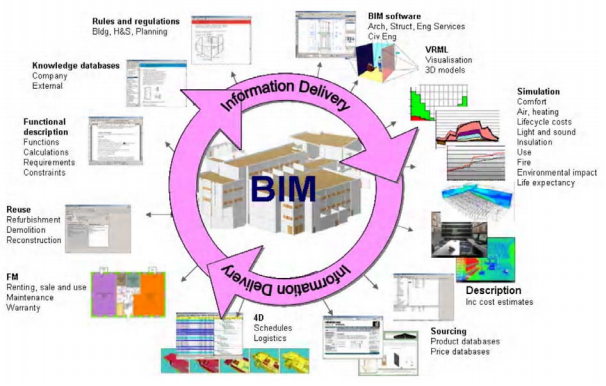 Rules and regulations
Bldg, H&S, Planning
BIM software
Arch, Struct, Eng Services
Civ Eng
VRML
Visualisation
3D models
Knowledge databases
Company
External
Information Delivery
Simulation
Comfort
Air, heating
Lifecycle costs
Light and sound
Insulation
Use
Fire
Environmental impact
Life expectancy
Functional
description
Functions
Calculations
Requirements
Constraints
BIM
Reuse
Refurbishment
Demolition
Reconstruction
Information Delivery
Description
Inc cost estimates
FM
Renting, sale and use
Maintenance
Warranty
4D
Schedules
Logistics
Sourcing
Product databases
Price databases